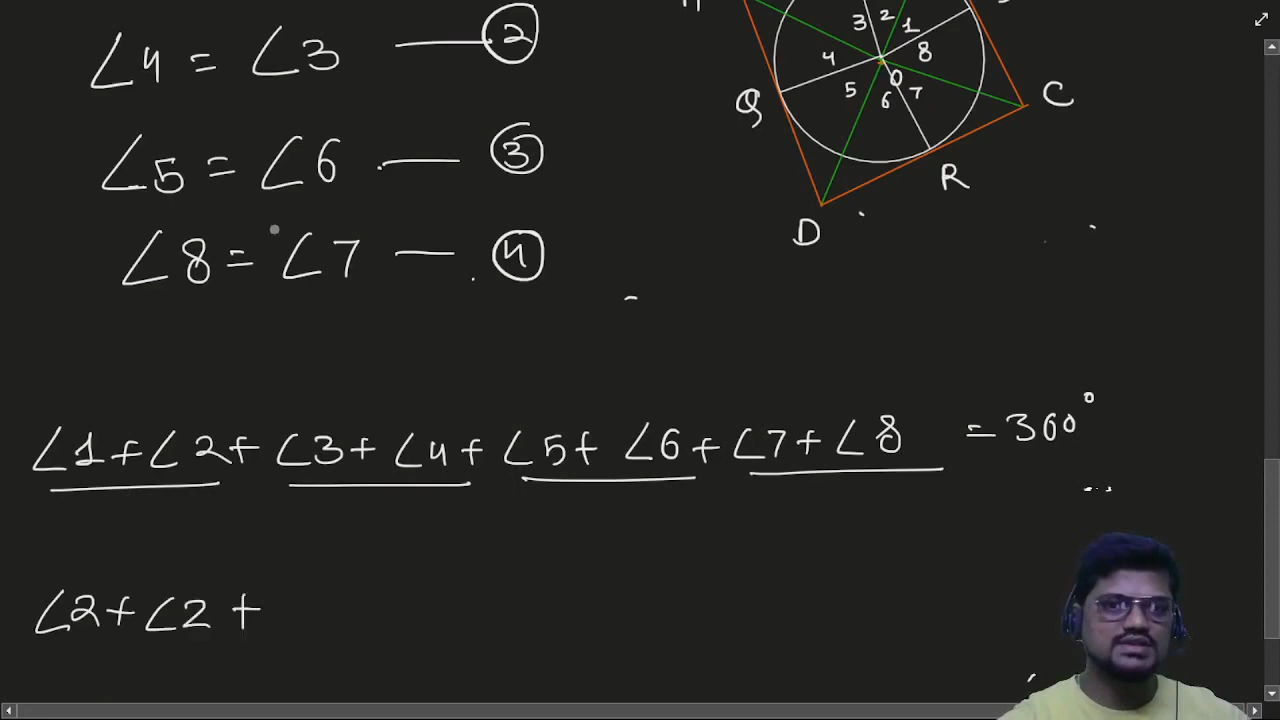 ∠4 = ∠3 —— ②
∠5 = ∠6 —— ③
∠8 = ∠7 — ④
3 2 1
4 8
O
5 6 7
Q
C
R
D
∠1+∠2+ ∠3+ ∠4+ ∠5+ ∠6+∠7+ ∠8 = 360°
∠2+∠2 +